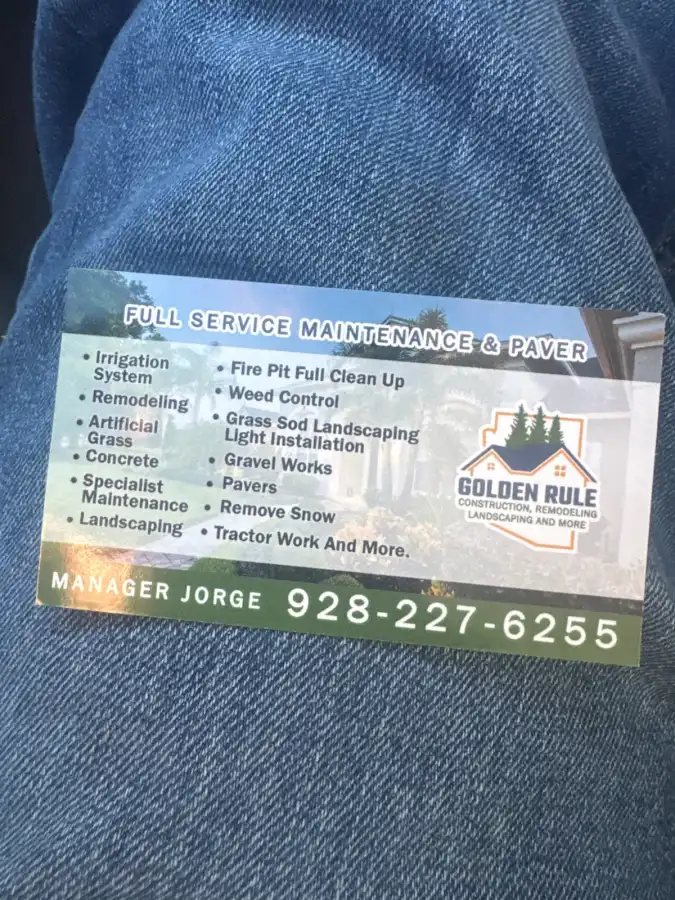 FULL SERVICE MAINTENANCE & PAVER
• Irrigation
System
• Remodeling
• Artificial
Grass
• Concrete
• Specialist
Maintenance
• Landscaping
• Fire Pit Full Clean Up
• Weed Control
• Grass Sod Landscaping
Light Installation
• Gravel Works
• Pavers
• Remove Snow
• Tractor Work And More.
GOLDEN RULE
CONSTRUCTION, REMODELING
LANDSCAPING AND MORE
MANAGER JORGE 928-227-6255